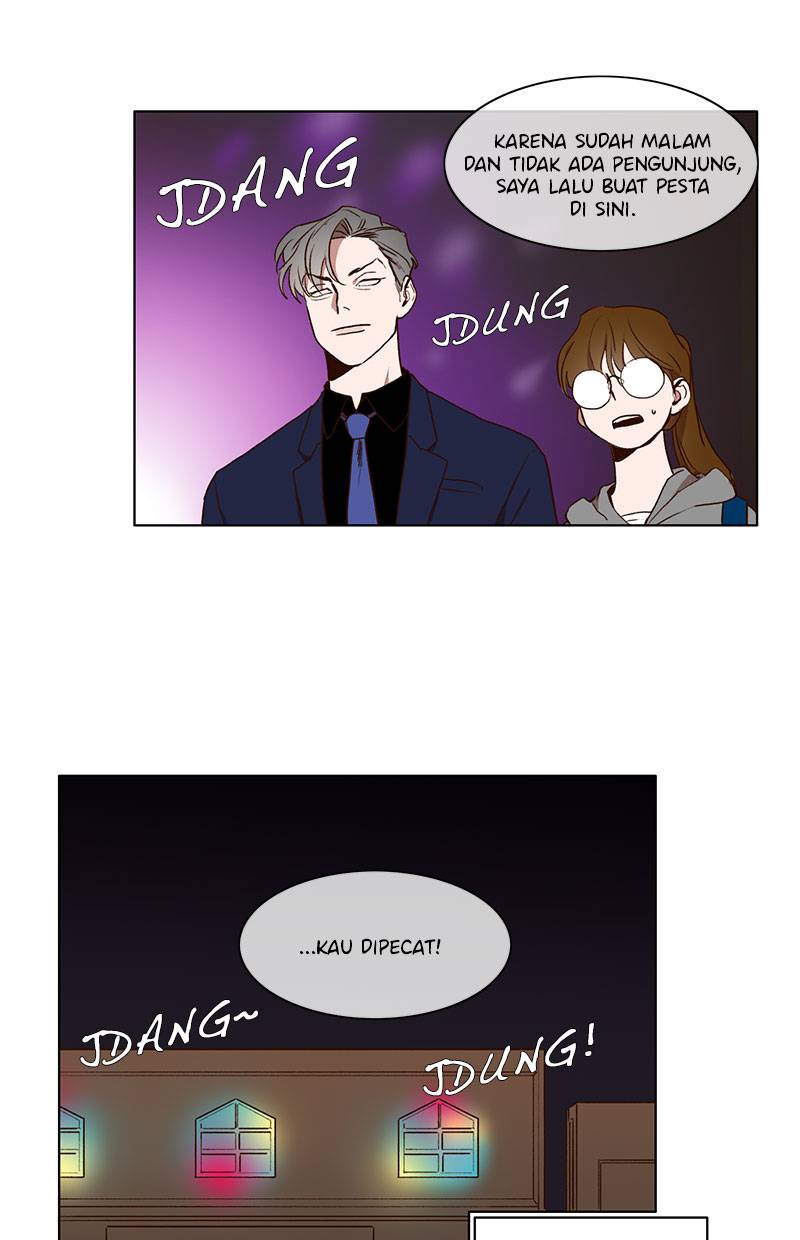 KARENA SUDAH MALAM
DAN TIDAK ADA PENGUNJUNG,
SAYA LALU BUAT PESTA
DI SINI.
JDANG
JDUNG
...KAU DIPECAT!
JDANG~
JDUNG!